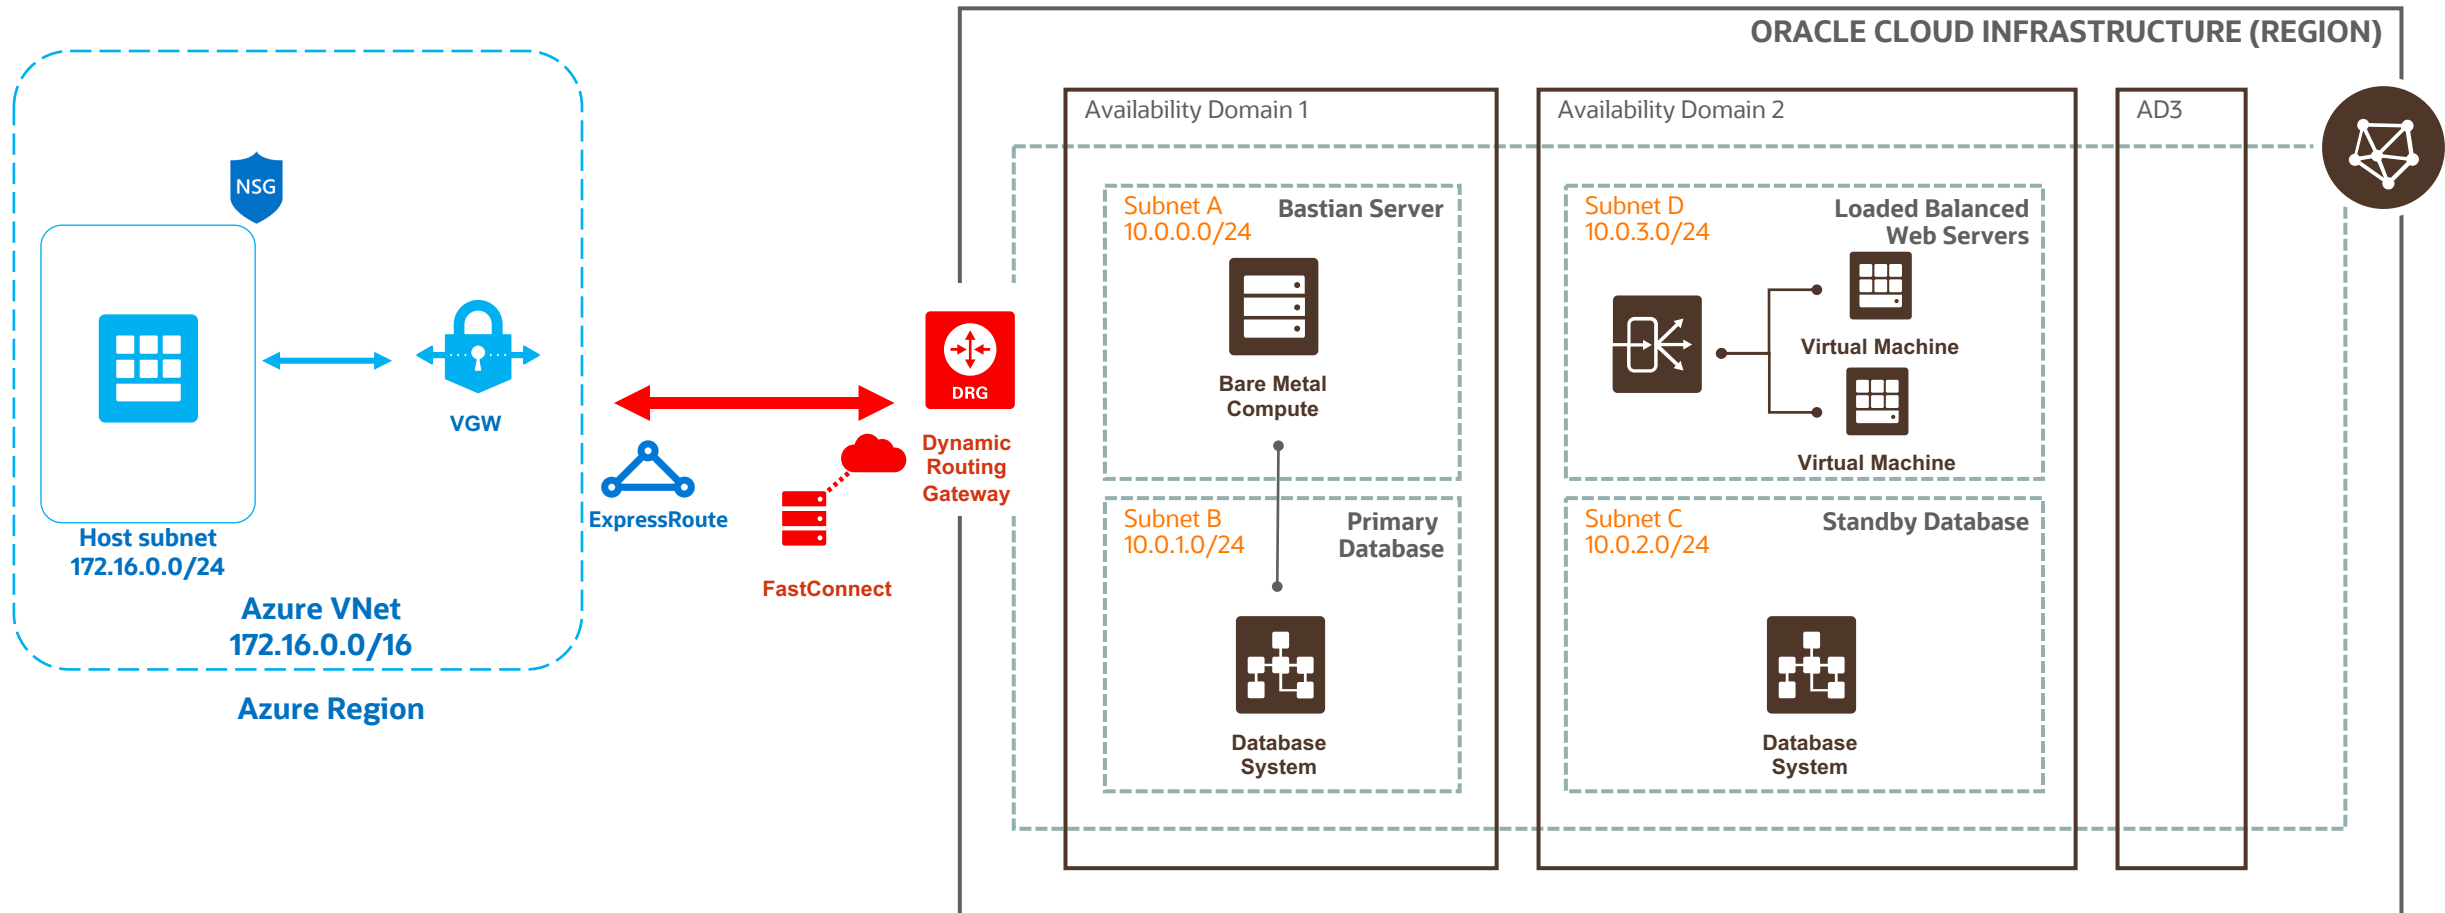 ORACLE CLOUD INFRASTRUCTURE (REGION)
NSG
Host subnet
172.16.0.0/24
VGW
Azure VNet
172.16.0.0/16
Azure Region
ExpressRoute
FastConnect
DRG
Dynamic
Routing
Gateway
Availability Domain 1
Subnet A
10.0.0.0/24
Bastian Server
Bare Metal
Compute
Subnet B
10.0.1.0/24
Primary
Database
Database
System
Availability Domain 2
Subnet D
10.0.3.0/24
Loaded Balanced
Web Servers
Virtual Machine
Virtual Machine
Subnet C
10.0.2.0/24
Standby Database
Database
System
AD3